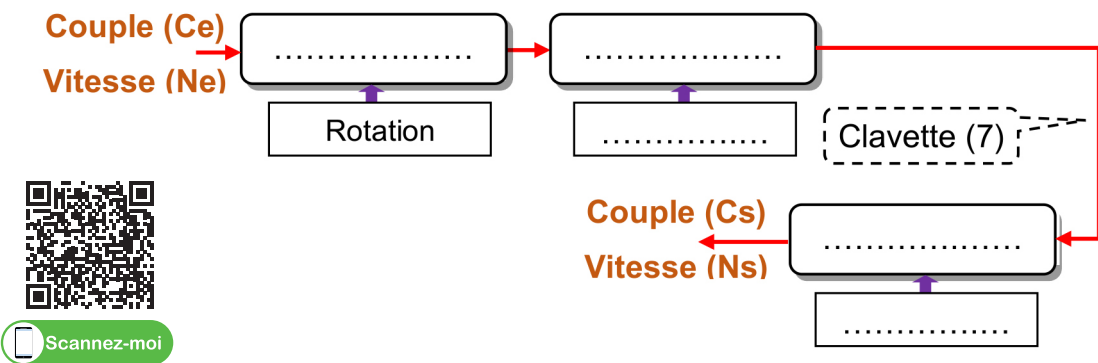 Couple (Ce)
Vitesse (Ne)
...................
...................
Rotation
................
Clavette (7)
Couple (Cs)
Vitesse (Ns)
...................
................
Scannez-moi